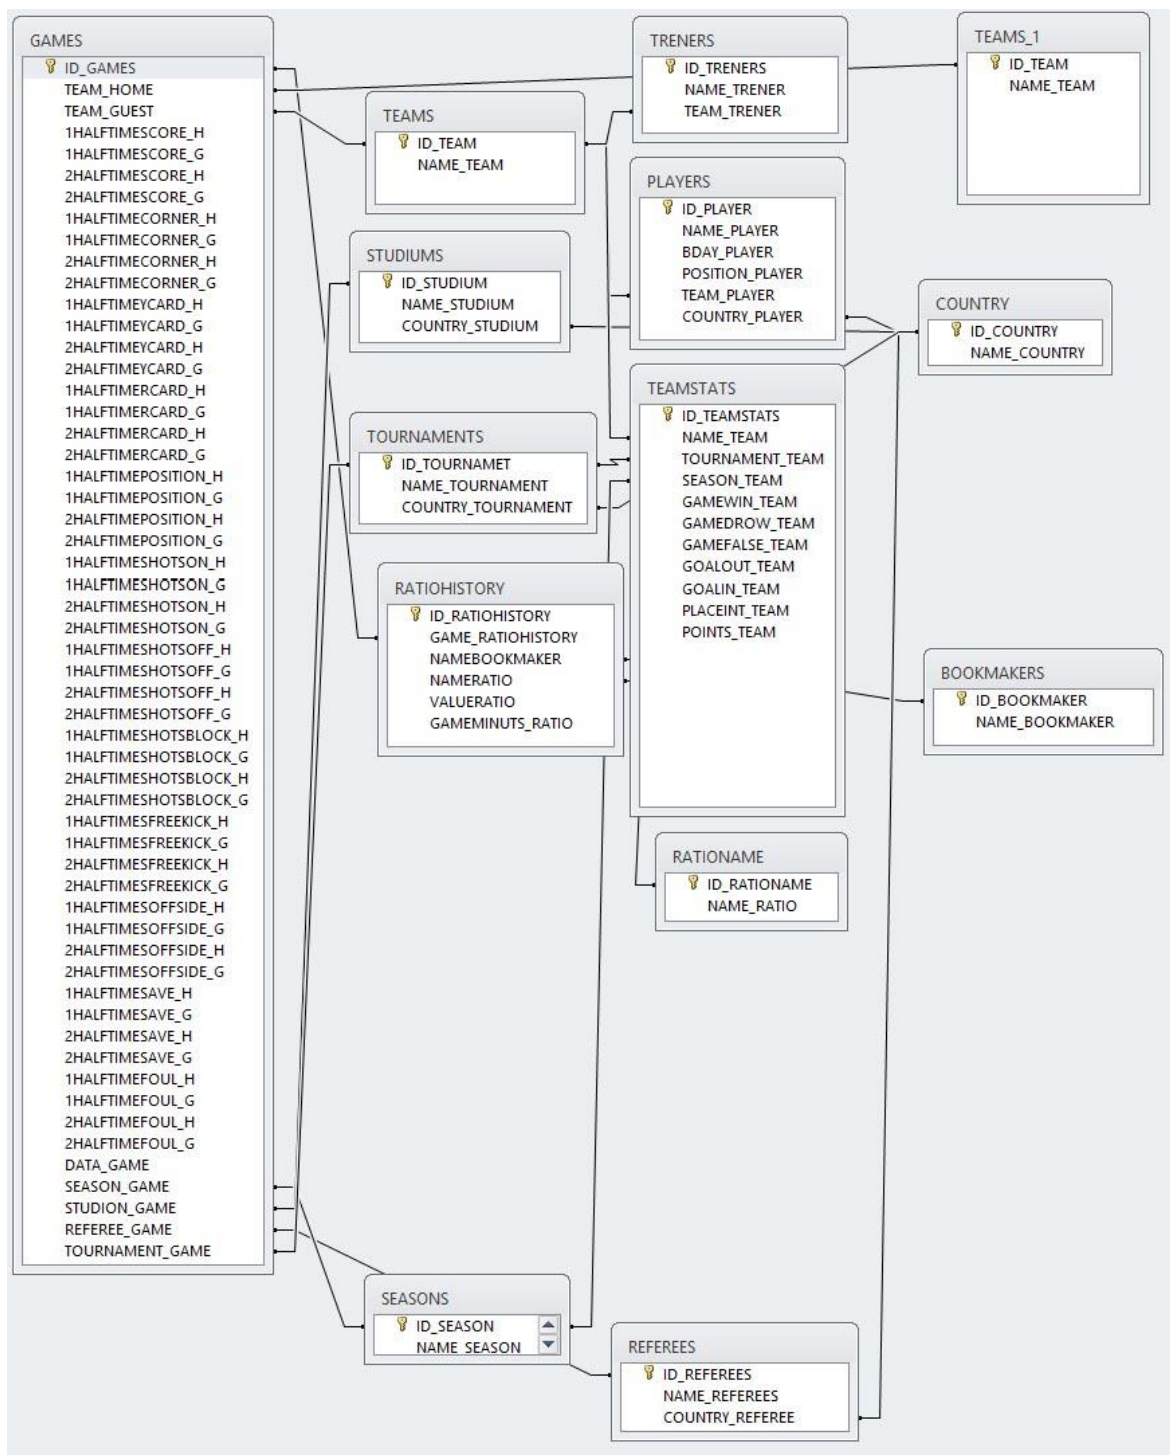 GAMES
ID_GAMES
TEAM_HOME
TEAM_GUEST
1HALFTIMESCORE_H
1HALFTIMESCORE_G
2HALFTIMESCORE_H
2HALFTIMESCORE_G
1HALFTIMECORNER_H
1HALFTIMECORNER_G
2HALFTIMECORNER_H
2HALFTIMECORNER_G
1HALFTIMEYCARD_H
1HALFTIMEYCARD_G
2HALFTIMEYCARD_H
2HALFTIMEYCARD_G
1HALFTIMERCARD_H
1HALFTIMERCARD_G
2HALFTIMERCARD_H
2HALFTIMERCARD_G
1HALFTIMEPOSITION_H
1HALFTIMEPOSITION_G
2HALFTIMEPOSITION_H
2HALFTIMEPOSITION_G
1HALFTIMESHOTSON_H
1HALFTIMESHOTSON_G
2HALFTIMESHOTSON_H
2HALFTIMESHOTSON_G
1HALFTIMESHOTSOFF_H
1HALFTIMESHOTSOFF_G
2HALFTIMESHOTSOFF_H
2HALFTIMESHOTSOFF_G
1HALFTIMESHOTSBLOCK_H
1HALFTIMESHOTSBLOCK_G
2HALFTIMESHOTSBLOCK_H
2HALFTIMESHOTSBLOCK_G
1HALFTIMESFREEKICK_H
1HALFTIMESFREEKICK_G
2HALFTIMESFREEKICK_H
2HALFTIMESFREEKICK_G
1HALFTIMESOFFSIDE_H
1HALFTIMESOFFSIDE_G
2HALFTIMESOFFSIDE_H
2HALFTIMESOFFSIDE_G
1HALFTIMESAVE_H
1HALFTIMESAVE_G
2HALFTIMESAVE_H
2HALFTIMESAVE_G
1HALFTIMEFOUL_H
1HALFTIMEFOUL_G
2HALFTIMEFOUL_H
2HALFTIMEFOUL_G
DATA_GAME
SEASON_GAME
STUDION_GAME
REFEREE_GAME
TOURNAMENT_GAME
TEAMS
ID_TEAM
NAME_TEAM
STUDIUMS
ID_STUDIUM
NAME_STUDIUM
COUNTRY_STUDIUM
TOURNAMENTS
ID_TOURNAMET
NAME_TOURNAMENT
COUNTRY_TOURNAMENT
RATIOHISTORY
ID_RATIOHISTORY
GAME_RATIOHISTORY
NAMEBOOKMAKER
NAMERATIO
VALUERATIO
GAMEMINUTS_RATIO
SEASONS
ID_SEASON
NAME_SEASON
TRENERS
ID_TRENERS
NAME_TRENER
TEAM_TRENER
PLAYERS
ID_PLAYER
NAME_PLAYER
BDAY_PLAYER
POSITION_PLAYER
TEAM_PLAYER
COUNTRY_PLAYER
TEAMSTATS
ID_TEAMSTATS
NAME_TEAM
TOURNAMENT_TEAM
SEASON_TEAM
GAMEWIN_TEAM
GAMEDROW_TEAM
GAMEFALSE_TEAM
GOALOUT_TEAM
GOALIN_TEAM
PLACEINT_TEAM
POINTS_TEAM
RATIONAME
ID_RATIONAME
NAME_RATIO
REFEREES
ID_REFEREES
NAME_REFEREES
COUNTRY_REFEREE
TEAMS_1
ID_TEAM
NAME_TEAM
COUNTRY
ID_COUNTRY
NAME_COUNTRY
BOOKMAKERS
ID_BOOKMAKER
NAME_BOOKMAKER